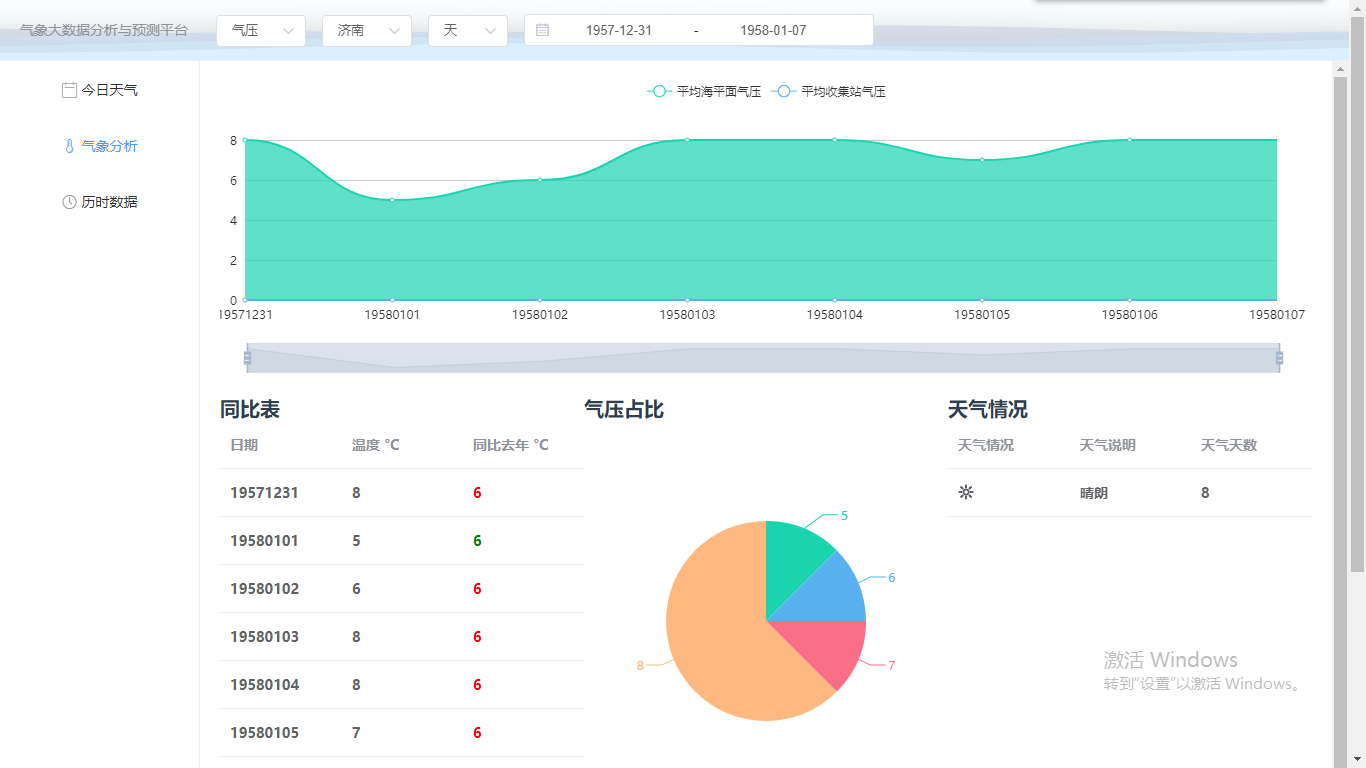 气象大数据分析与预测平台 气压 济南 天 1957-12-31 - 1958-01-07
今日天气
气象分析
历时数据
平均海平面气压 平均收集站气压
8
6
4
2
0
19571231 19580101 19580102 19580103 19580104 19580105 19580106 19580107
同比表
日期 温度 ℃ 同比去年 ℃
19571231 8 6
19580101 5 6
19580102 6 6
19580103 8 6
19580104 8 6
19580105 7 6
气压占比
5
6
7
8
天气情况
天气情况 天气说明 天气天数
晴朗 8
激活 Windows
转到"设置"以激活 Windows。